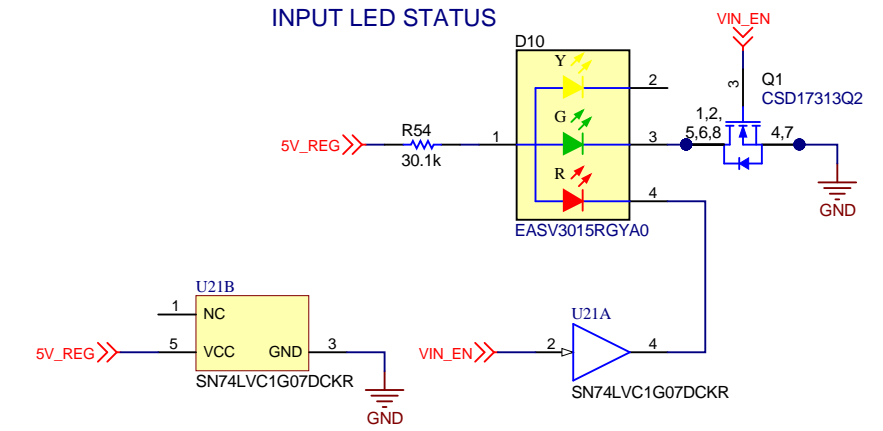 INPUT LED STATUS
VIN_EN
D10
Y
2
3
Q1
CSD17313Q2
G
1,2,
5,6,8
4,7
5V_REG
R54
30.1k
1
3
R
4
GND
EASV3015RGYA0
U21B
1
NC
5V_REG
5
VCC
GND
3
SN74LVC1G07DCKR
GND
U21A
VIN_EN
2
4
SN74LVC1G07DCKR